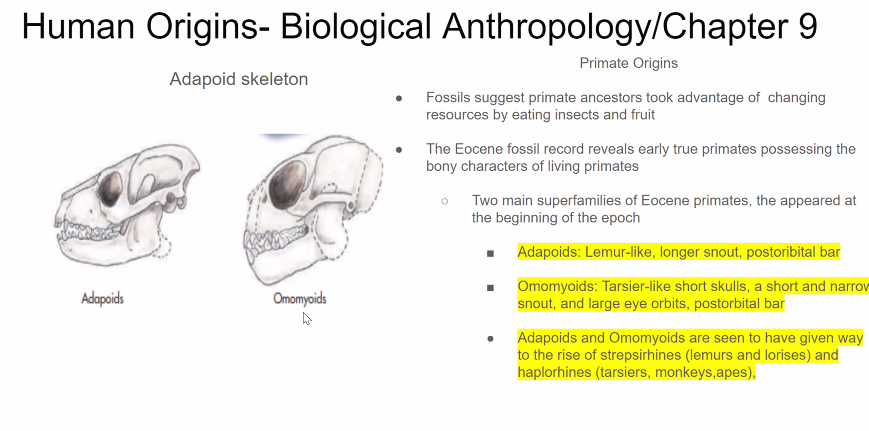 Human Origins- Biological Anthropology/Chapter 9
Adapoid skeleton
Adapoids
Omomyoids
Primate Origins
● Fossils suggest primate ancestors took advantage of changing
resources by eating insects and fruit
● The Eocene fossil record reveals early true primates possessing the
bony characters of living primates
○ Two main superfamilies of Eocene primates, the appeared at
the beginning of the epoch
■ Adapoids: Lemur-like, longer snout, postoribital bar
■ Omomyoids: Tarsier-like short skulls, a short and narrow
snout, and large eye orbits, postorbital bar
● Adapoids and Omomyoids are seen to have given way
to the rise of strepsirhines (lemurs and lorises) and
haplorhines (tarsiers, monkeys,apes),